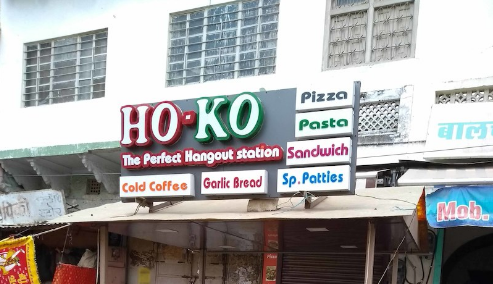 HO-KO
The Perfect Hangout station
Pizza
Pasta
Sandwich
Cold Coffee
Garlic Bread
Sp. Patties
बाल
Mob.